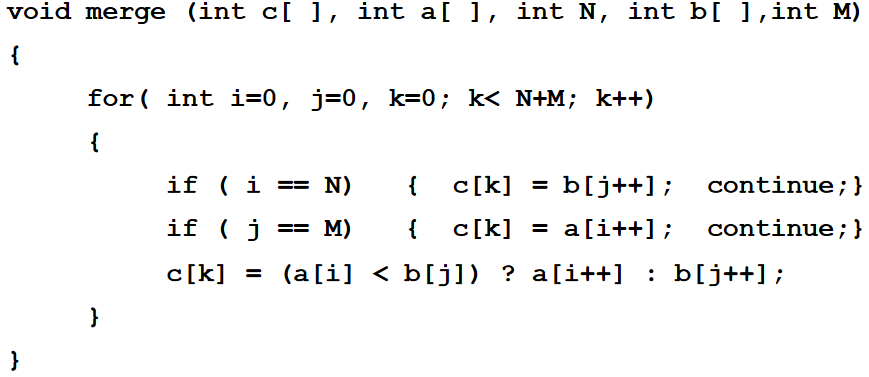 void merge (int c[ ], int a[ ], int N, int b[ ],int M)
{
for( int i=0, j=0, k=0; k< N+M; k++)
{
if ( i == N) { c[k] = b[j++]; continue;}
if ( j == M) { c[k] = a[i++]; continue;}
c[k] = (a[i] < b[j]) ? a[i++] : b[j++];
}
}